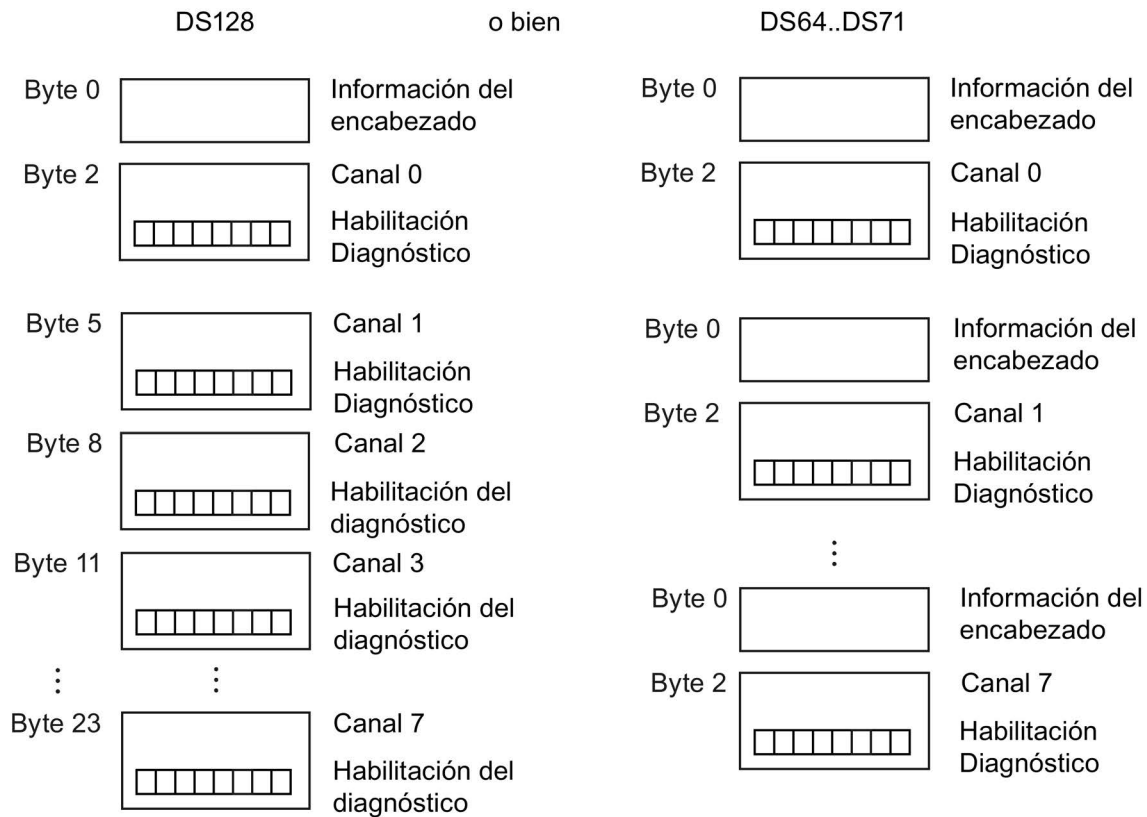 DS128
o bien
DS64..DS71
Byte 0
Información del
encabezado
Byte 2
Canal 0
Habilitación
Diagnóstico
Byte 5
Canal 1
Habilitación
Diagnóstico
Byte 8
Canal 2
Habilitación del
diagnóstico
Byte 11
Canal 3
Habilitación del
diagnóstico
⋮
⋮
Byte 23
Canal 7
Habilitación del
diagnóstico
Byte 0
Información del
encabezado
Byte 2
Canal 0
Habilitación
Diagnóstico
Byte 0
Información del
encabezado
Byte 2
Canal 1
Habilitación
Diagnóstico
⋮
Byte 0
Información del
encabezado
Byte 2
Canal 7
Habilitación
Diagnóstico